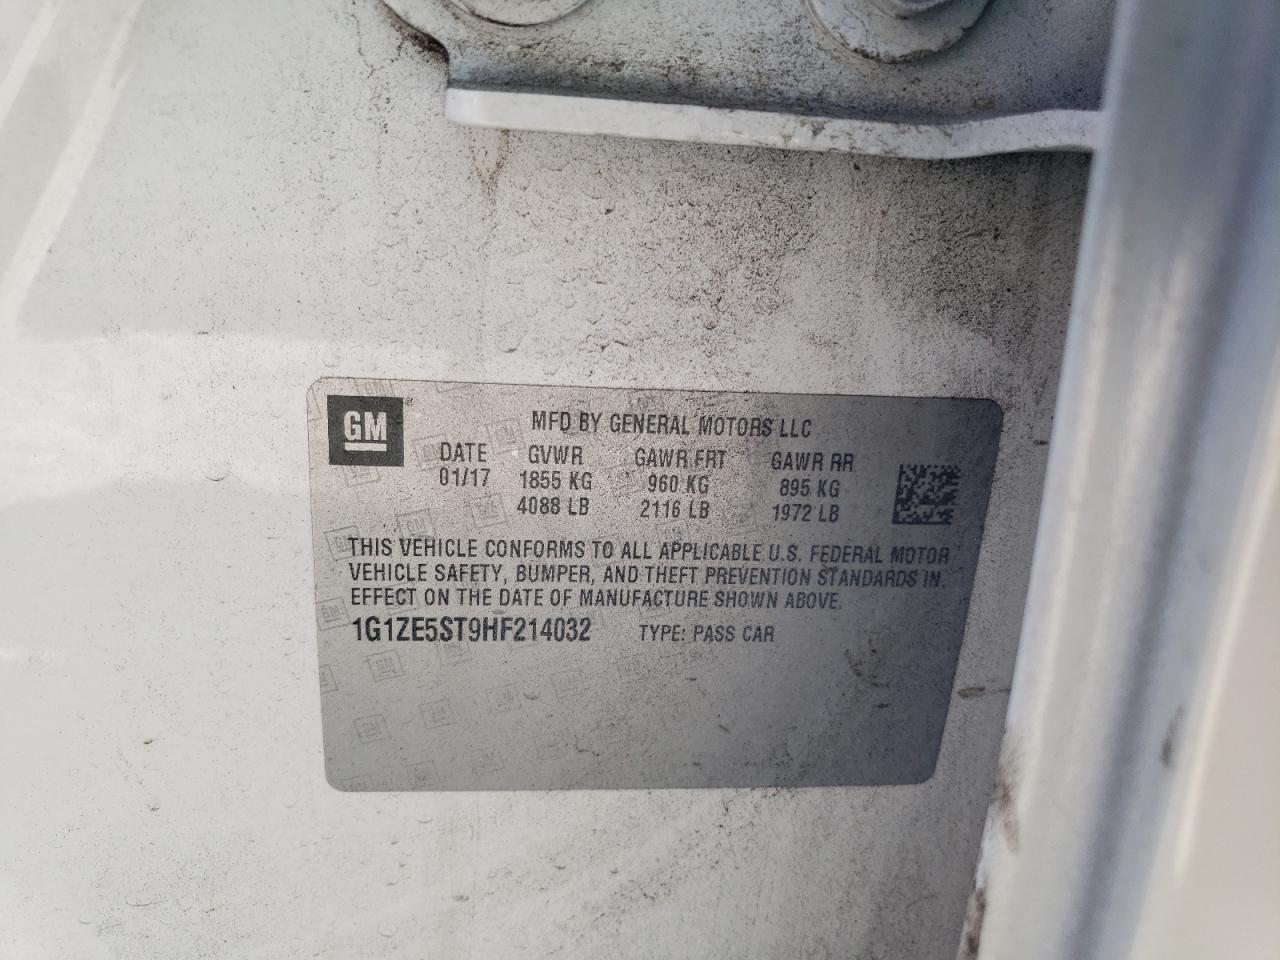 GM
MFD BY GENERAL MOTORS LLC
DATE GVWR GAWR FRT GAWR RR
01/17 1855 KG 960 KG 895 KG
4088 LB 2116 LB 1972 LB
THIS VEHICLE CONFORMS TO ALL APPLICABLE U.S. FEDERAL MOTOR
VEHICLE SAFETY, BUMPER, AND THEFT PREVENTION STANDARDS IN
EFFECT ON THE DATE OF MANUFACTURE SHOWN ABOVE.
1G1ZE5ST9HF214032 TYPE: PASS CAR